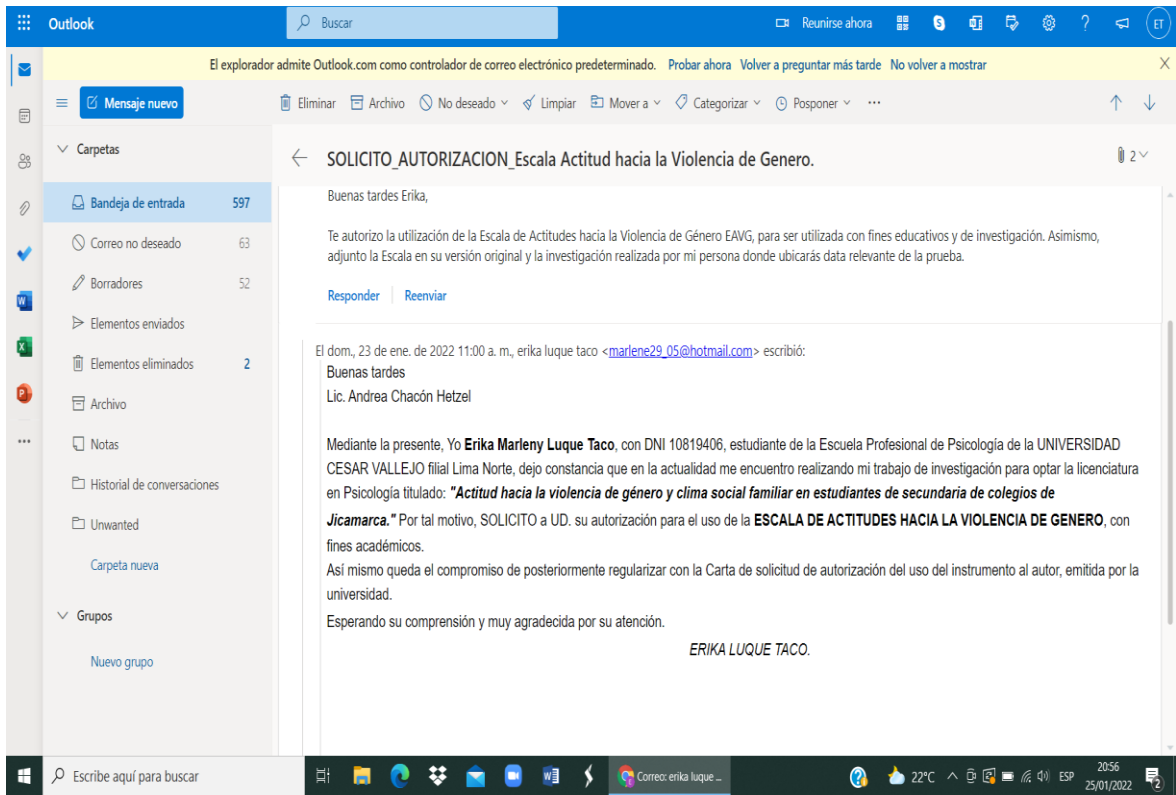 Outlook
Buscar
Reunirse ahora
ET
El explorador admite Outlook.com como controlador de correo electrónico predeterminado. Probar ahora Volver a preguntar más tarde No volver a mostrar
Mensaje nuevo
Eliminar Archivo No deseado Limpiar Mover a Categorizar Posponer
Carpetas
Bandeja de entrada 597
Correo no deseado 63
Borradores 52
Elementos enviados
Elementos eliminados 2
Archivo
Notas
Historial de conversaciones
Unwanted
Carpeta nueva
Grupos
Nuevo grupo
SOLICITO_AUTORIZACION_Escala Actitud hacia la Violencia de Genero.
2
Buenas tardes Erika,
Te autorizo la utilización de la Escala de Actitudes hacia la Violencia de Género EAVG, para ser utilizada con fines educativos y de investigación. Asimismo,
adjunto la Escala en su versión original y la investigación realizada por mi persona donde ubicarás data relevante de la prueba.
Responder Reenviar
El dom., 23 de ene. de 2022 11:00 a. m., erika luque taco <marlene29_05@hotmail.com> escribió:
Buenas tardes
Lic. Andrea Chacón Hetzel
Mediante la presente, Yo Erika Marleny Luque Taco, con DNI 10819406, estudiante de la Escuela Profesional de Psicología de la UNIVERSIDAD
CESAR VALLEJO filial Lima Norte, dejo constancia que en la actualidad me encuentro realizando mi trabajo de investigación para optar la licenciatura
en Psicología titulado: "Actitud hacia la violencia de género y clima social familiar en estudiantes de secundaria de colegios de
Jicamarca." Por tal motivo, SOLICITO a UD. su autorización para el uso de la ESCALA DE ACTITUDES HACIA LA VIOLENCIA DE GENERO, con
fines académicos.
Así mismo queda el compromiso de posteriormente regularizar con la Carta de solicitud de autorización del uso del instrumento al autor, emitida por la
universidad.
Esperando su comprensión y muy agradecida por su atención.
ERIKA LUQUE TACO.
Escribe aquí para buscar
Correo: erika luque ...
22°C
ESP
20:56
25/01/2022
2